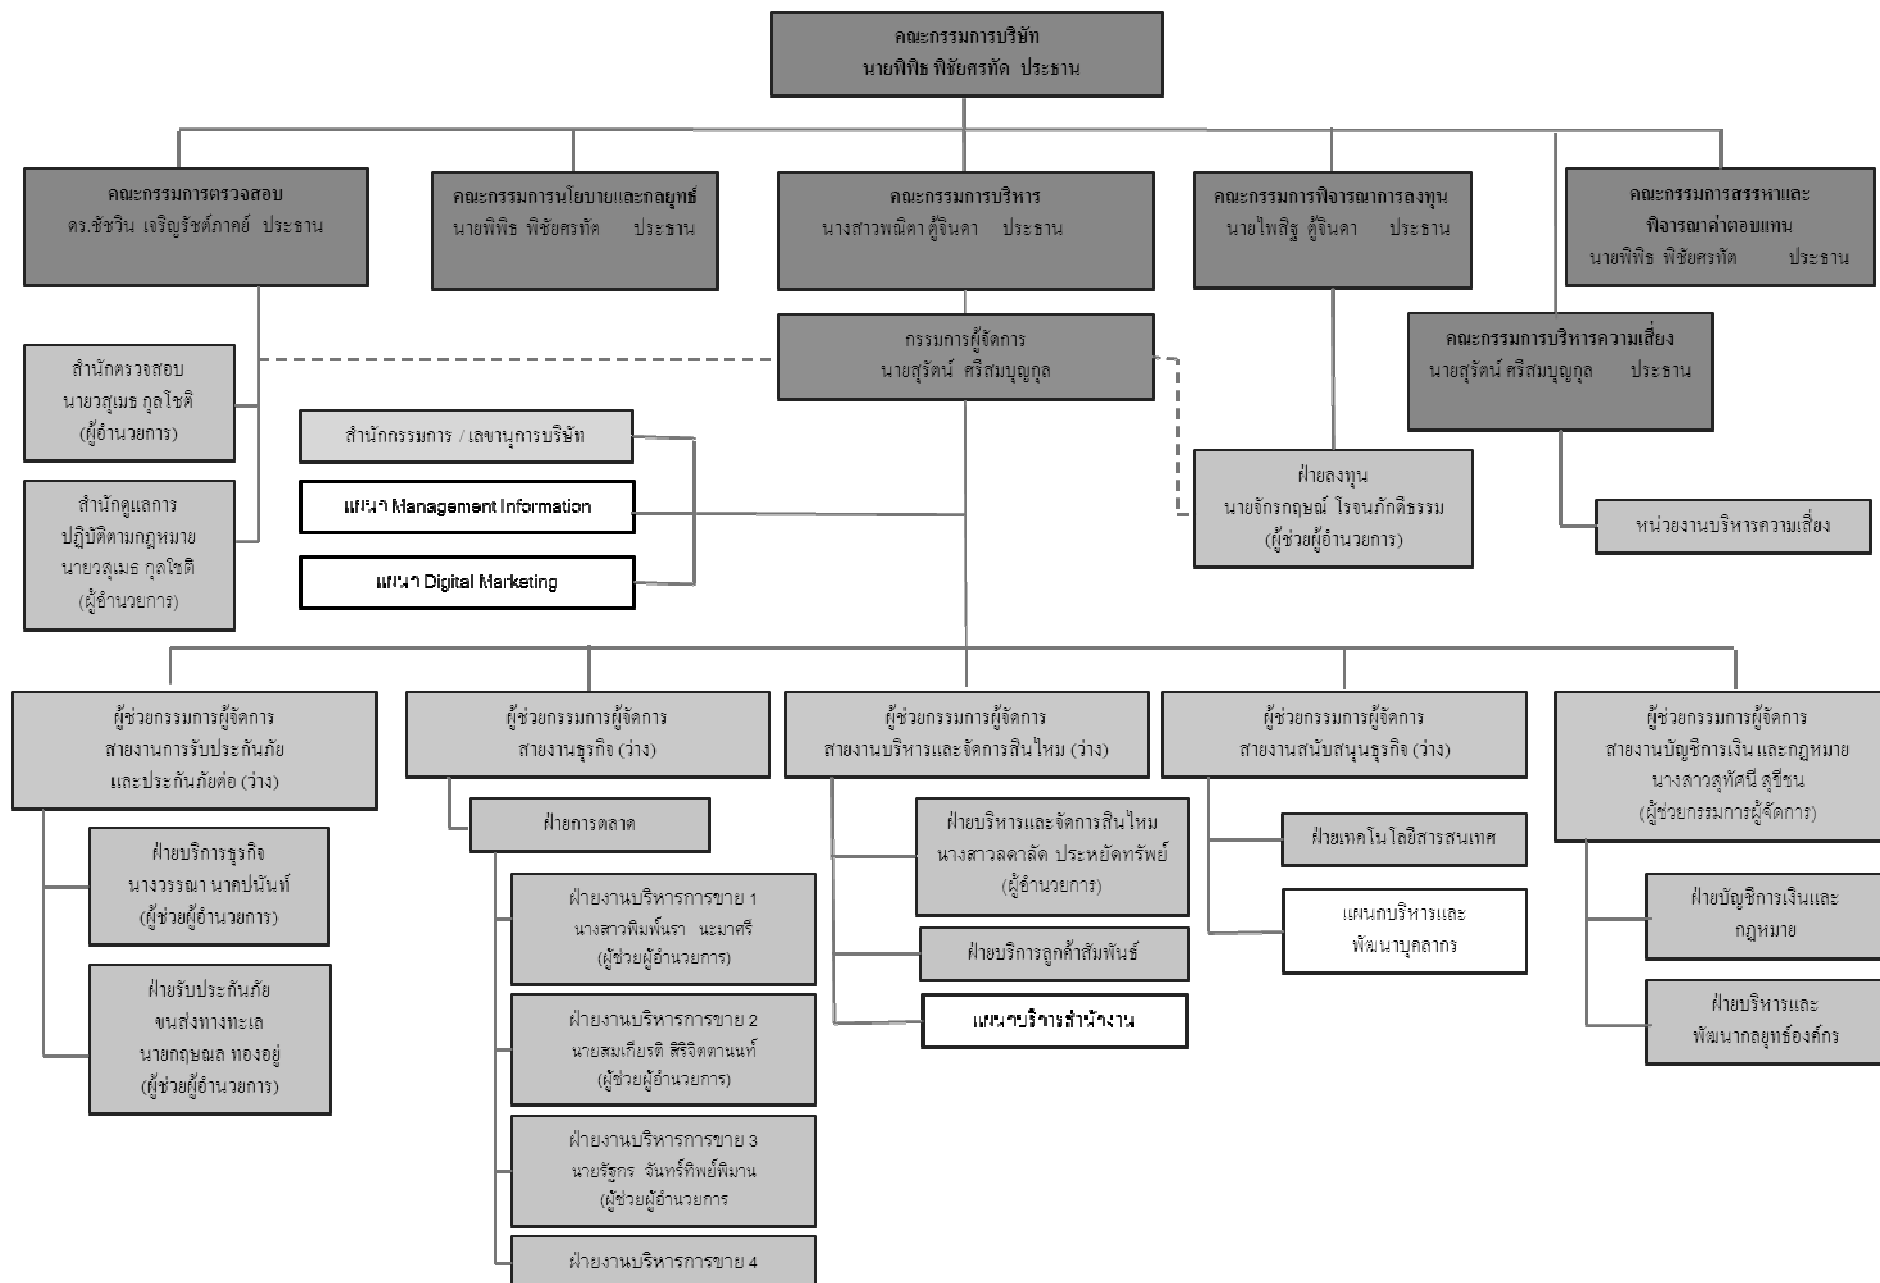 คณะกรรมการบริษัท
นายพิพิธ พิชัยศรทัต ประธาน
คณะกรรมการตรวจสอบ
ดร.ชัชวิน เจริญรัชต์ภาคย์ ประธาน
คณะกรรมการนโยบายและกลยุทธ์
นายพิพิธ พิชัยศรทัต ประธาน
คณะกรรมการบริหาร
นางสาวพณิตา ตู้จินดา ประธาน
คณะกรรมการพิจารณาการลงทุน
นายไพสิฐ ตู้จินดา ประธาน
คณะกรรมการสรรหาและ
พิจารณาค่าตอบแทน
นายพิพิธ พิชัยศรทัต ประธาน
กรรมการผู้จัดการ
นายสุรัตน์ ศรีสมบุญกูล
คณะกรรมการบริหารความเสี่ยง
นายสุรัตน์ ศรีสมบุญกูล ประธาน
สำนักตรวจสอบ
นายวสุเมธ กุลโชติ
(ผู้อำนวยการ)
สำนักกรรมการ / เลขานุการบริษัท
แผนก Management Information
แผนก Digital Marketing
สำนักดูแลการ
ปฏิบัติตามกฎหมาย
นายวสุเมธ กุลโชติ
(ผู้อำนวยการ)
ฝ่ายลงทุน
นายจักรกฤษณ์ โรจนภักดีธรรม
(ผู้ช่วยผู้อำนวยการ)
หน่วยงานบริหารความเสี่ยง
ผู้ช่วยกรรมการผู้จัดการ
สายงานการรับประกันภัย
และประกันภัยต่อ (ว่าง)
ฝ่ายบริการธุรกิจ
นางวรรณา นาคปนันท์
(ผู้ช่วยผู้อำนวยการ)
ฝ่ายรับประกันภัย
ขนส่งทางทะเล
นายกฤษณล ทองอยู่
(ผู้ช่วยผู้อำนวยการ)
ผู้ช่วยกรรมการผู้จัดการ
สายงานธุรกิจ (ว่าง)
ฝ่ายการตลาด
ฝ่ายงานบริหารการขาย 1
นางสาวพิมพ์นรา นะมาศรี
(ผู้ช่วยผู้อำนวยการ)
ฝ่ายงานบริหารการขาย 2
นายสมเกียรติ สิริจิตตานนท์
(ผู้ช่วยผู้อำนวยการ)
ฝ่ายงานบริหารการขาย 3
นายรัฐกร จันทร์ทิพย์พิมาน
(ผู้ช่วยผู้อำนวยการ
ฝ่ายงานบริหารการขาย 4
ผู้ช่วยกรรมการผู้จัดการ
สายงานบริหารและจัดการสินไหม (ว่าง)
ฝ่ายบริหารและจัดการสินไหม
นางสาวลดาลัด ประหยัดทรัพย์
(ผู้อำนวยการ)
ฝ่ายบริการลูกค้าสัมพันธ์
แผนกบริการสำนักงาน
ผู้ช่วยกรรมการผู้จัดการ
สายงานสนับสนุนธุรกิจ (ว่าง)
ฝ่ายเทคโนโลยีสารสนเทศ
แผนกบริหารและ
พัฒนาบุคลากร
ผู้ช่วยกรรมการผู้จัดการ
สายงานบัญชีการเงิน และกฎหมาย
นางสาวสุทัศนี สุชีชน
(ผู้ช่วยกรรมการผู้จัดการ)
ฝ่ายบัญชีการเงินและ
กฎหมาย
ฝ่ายบริหารและ
พัฒนากลยุทธ์องค์กร